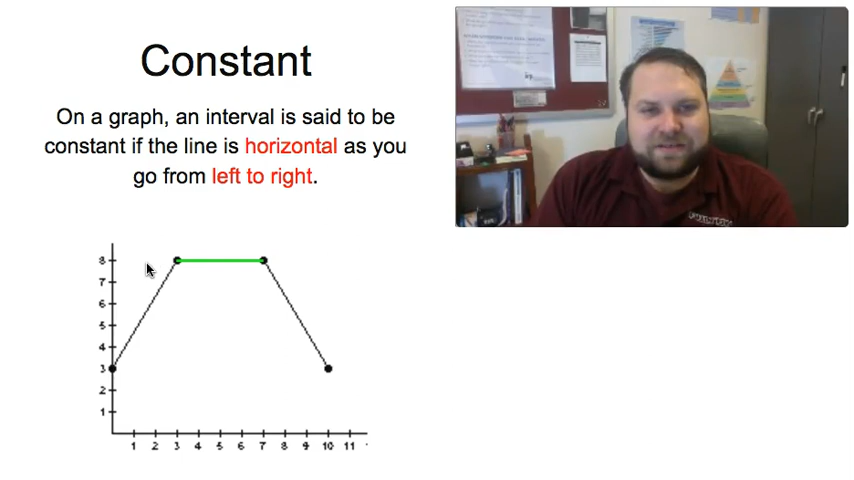 Constant
On a graph, an interval is said to be
constant if the line is horizontal as you
go from left to right.
8
7
6
5
4
3
2
1
1 2 3 4 5 6 7 8 9 10 11